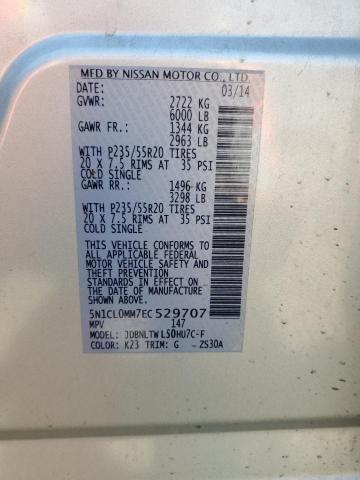 MFD BY NISSAN MOTOR CO., LTD.
DATE: 03/14
GVWR: 2722 KG
6000 LB
GAWR FR.: 1344 KG
2963 LB
WITH P235/55R20 TIRES
20 X 7.5 RIMS AT 35 PSI
COLD SINGLE
GAWR RR.: 1496 KG
3298 LB
WITH P235/55R20 TIRES
20 X 7.5 RIMS AT 35 PSI
COLD SINGLE
THIS VEHICLE CONFORMS TO
ALL APPLICABLE FEDERAL
MOTOR VEHICLE SAFETY AND
THEFT PREVENTION
STANDARDS IN EFFECT ON
THE DATE OF MANUFACTURE
SHOWN ABOVE.
5N1CL0MM7EC529707
MPV 147
MODEL: JDBNLTWL50HU7C-F
COLOR: K23 TRIM: G ZS30A